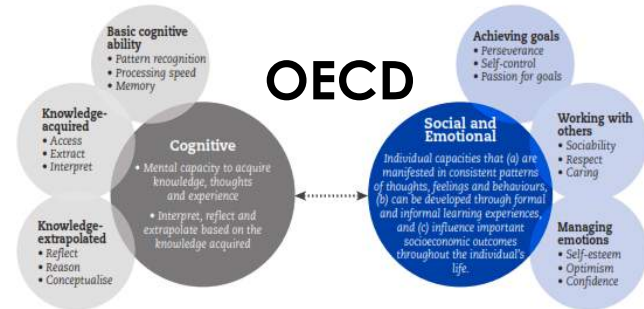 OECD
Basic cognitive
ability
• Pattern recognition
• Processing speed
• Memory
Knowledge-
acquired
• Access
• Extract
• Interpret
Knowledge-
extrapolated
• Reflect
• Reason
• Conceptualise
Cognitive
• Mental capacity to acquire
knowledge, thoughts
and experience
• Interpret, reflect and
extrapolate based on the
knowledge acquired
Social and
Emotional
Individual capacities that (a) are
manifested in consistent patterns
of thoughts, feelings and behaviours,
(b) can be developed through formal
and informal learning experiences,
and (c) influence important
socioeconomic outcomes
throughout the individual's
life.
Achieving goals
• Perseverance
• Self-control
• Passion for goals
Working with
others
• Sociability
• Respect
• Caring
Managing
emotions
• Self-esteem
• Optimism
• Confidence